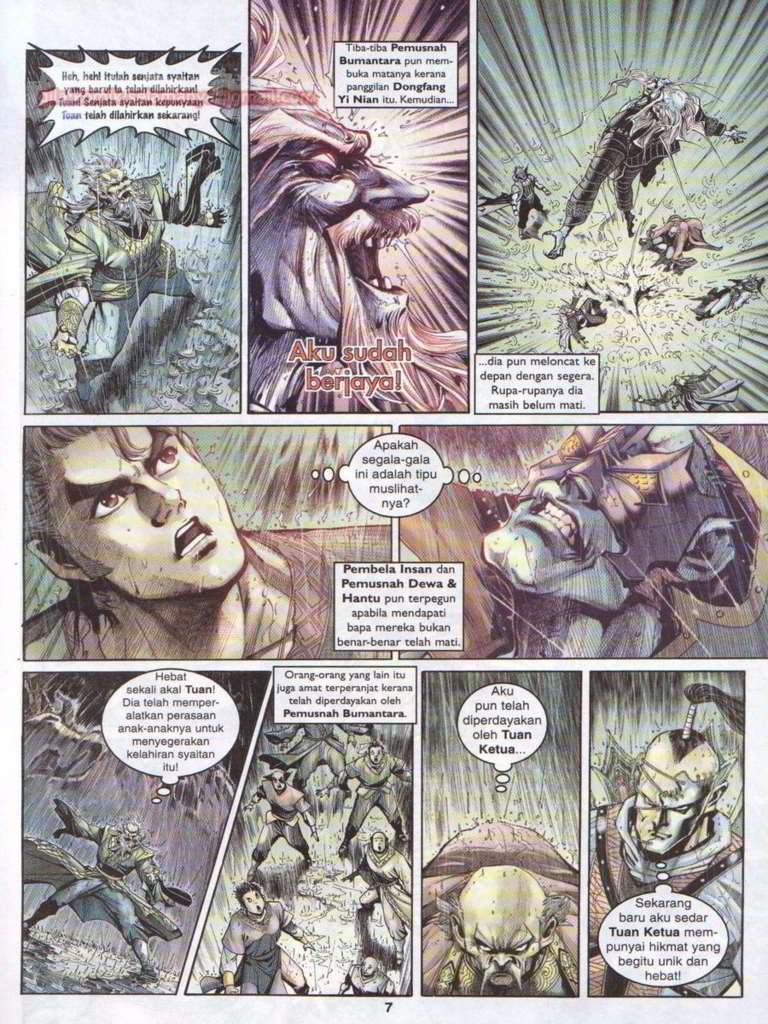 Heh, heh! Itulah senjata syaitan
yang baru! Ia telah dilahirkan!
Tuan! Senjata syaitan kepunyaan
Tuan telah dilahirkan sekarang!
Tiba-tiba Pemusnah
Bumantara pun mem-
buka matanya kerana
panggilan Dongfang
Yi Nian itu. Kemudian...
Aku sudah
berjaya!
...dia pun meloncat ke
depan dengan segera.
Rupa-rupanya dia
masih belum mati.
Apakah
segala-gala
ini adalah tipu
muslihat-
nya?
Pembela Insan dan
Pemusnah Dewa &
Hantu pun terpegun
apabila mendapati
bapa mereka bukan
benar-benar telah mati.
Hebat
sekali akal Tuan!
Dia telah memper-
alatkan perasaan
anak-anaknya untuk
menyegerakan
kelahiran syaitan
itu!
Orang-orang yang lain itu
juga amat terperanjat kerana
telah diperdayakan oleh
Pemusnah Bumantara.
Aku
pun telah
diperdayakan
oleh Tuan
Ketua...
Sekarang
baru aku sedar
Tuan Ketua mem-
punyai hikmat yang
begitu unik dan
hebat!
7